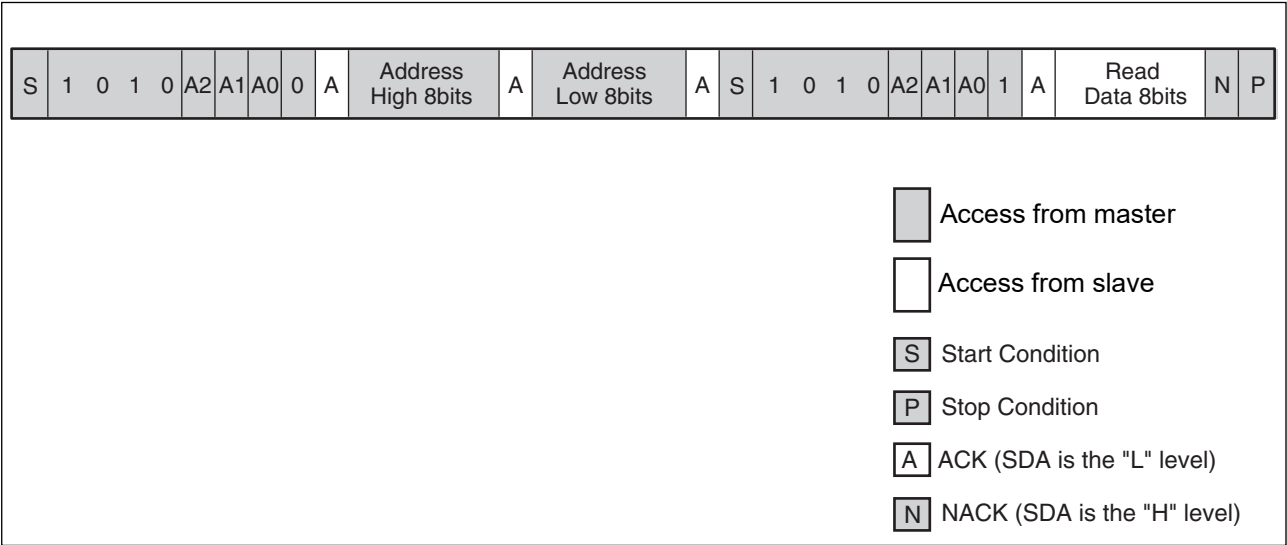 S 1 0 1 0 A2 A1 A0 0 A Address High 8bits A Address Low 8bits A S 1 0 1 0 A2 A1 A0 1 A Read Data 8bits N P
Access from master
Access from slave
S Start Condition
P Stop Condition
A ACK (SDA is the "L" level)
N NACK (SDA is the "H" level)